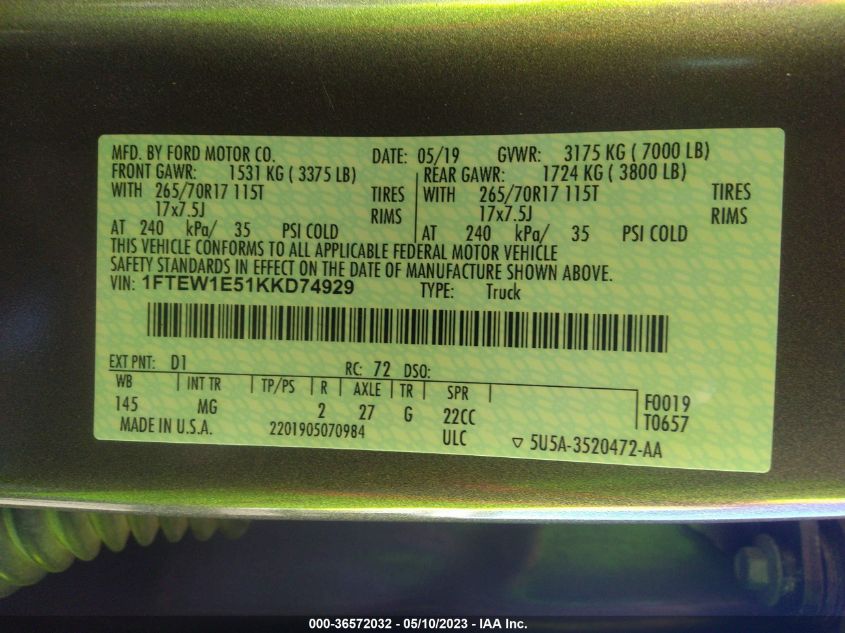 MFD. BY FORD MOTOR CO. DATE: 05/19 GVWR: 3175 KG ( 7000 LB)
FRONT GAWR: 1531 KG ( 3375 LB) REAR GAWR: 1724 KG ( 3800 LB)
WITH 265/70R17 115T TIRES WITH 265/70R17 115T TIRES
17x7.5J RIMS 17x7.5J RIMS
AT 240 kPa/ 35 PSI COLD AT 240 kPa/ 35 PSI COLD
THIS VEHICLE CONFORMS TO ALL APPLICABLE FEDERAL MOTOR VEHICLE
SAFETY STANDARDS IN EFFECT ON THE DATE OF MANUFACTURE SHOWN ABOVE.
VIN: 1FTEW1E51KKD74929 TYPE: Truck
EXT PNT: D1 RC: 72 DSO:
WB INT TR TP/PS R AXLE TR SPR F0019
145 MG 2 27 G 22CC T0657
MADE IN U.S.A. 2201905070984 ULC ▽ 5U5A-3520472-AA
000-36572032 - 05/10/2023 - IAA Inc.